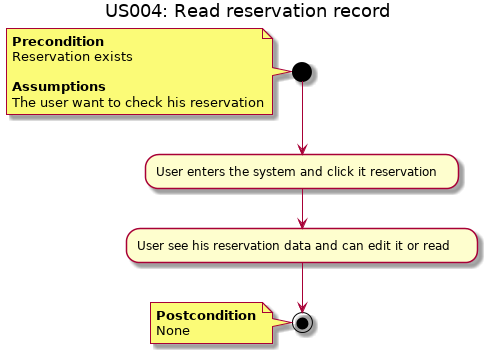 US004: Read reservation record
Precondition
Reservation exists
Assumptions
The user want to check his reservation
User enters the system and click it reservation
User see his reservation data and can edit it or read
Postcondition
None